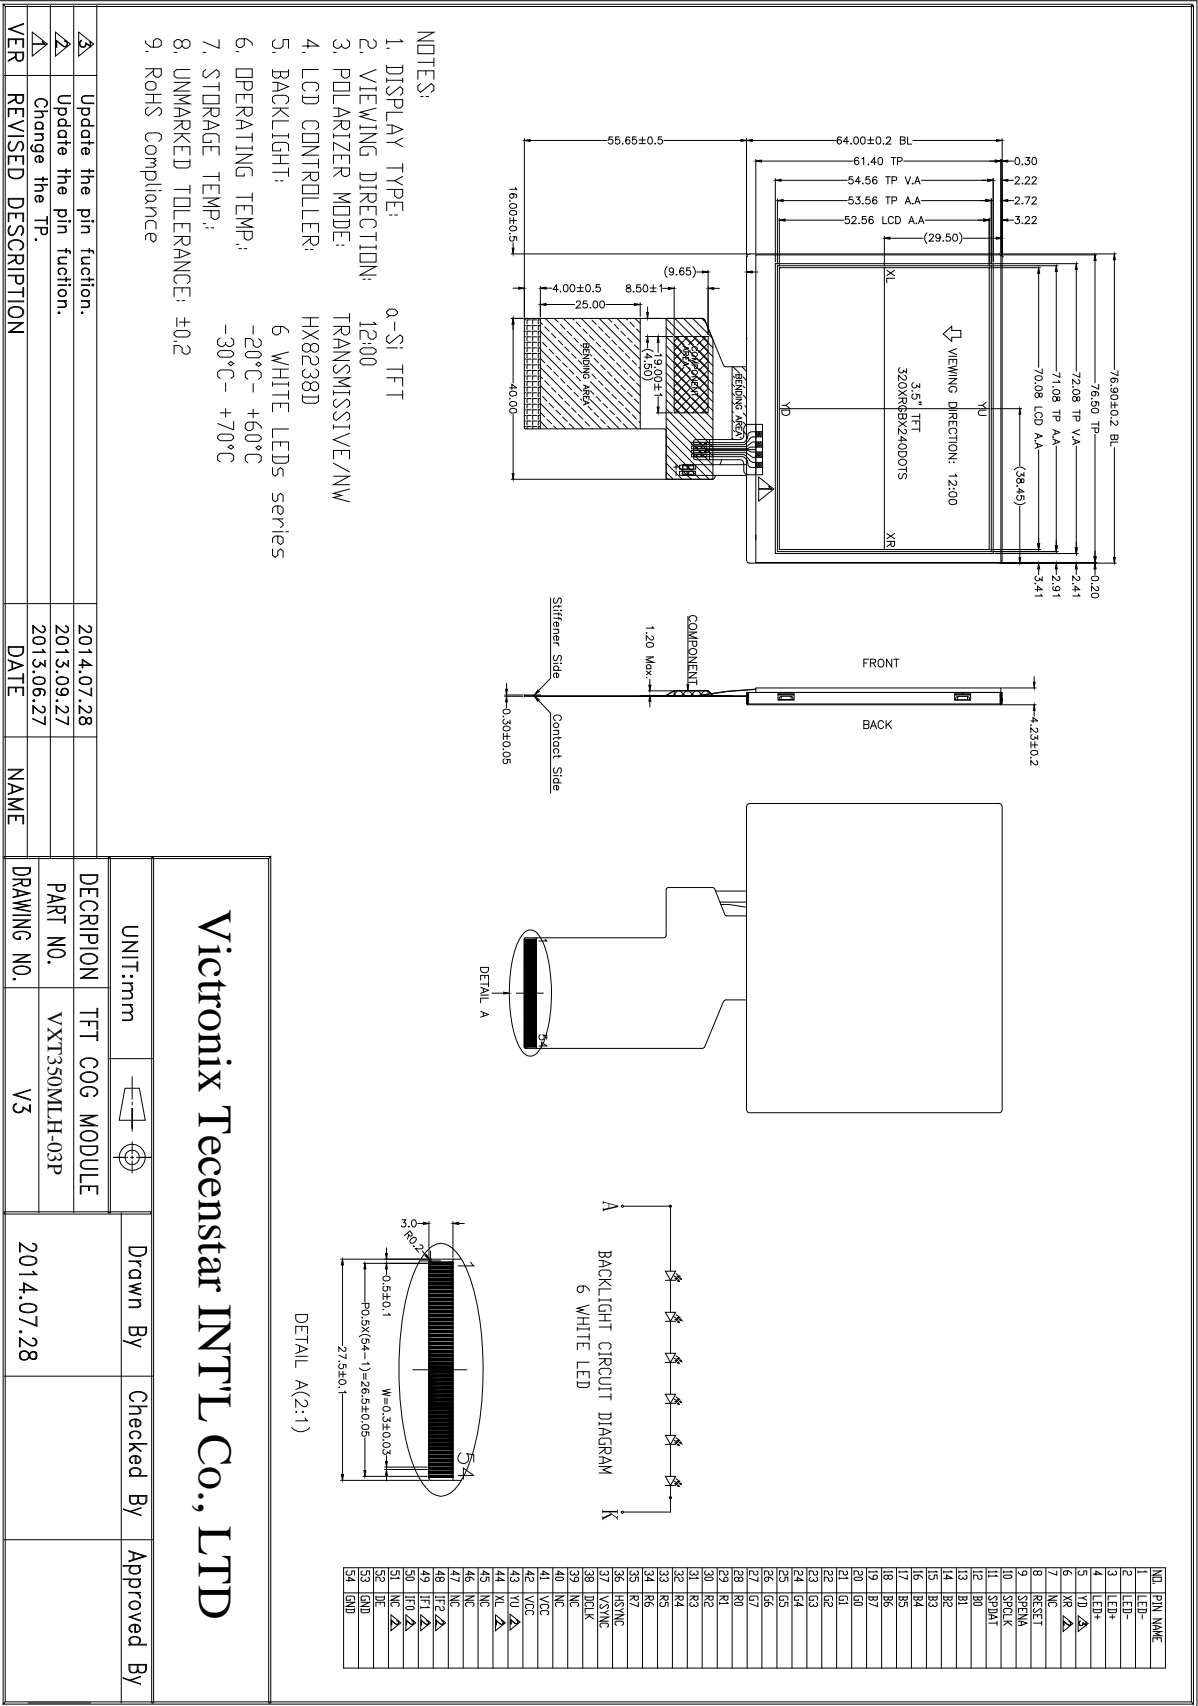 76.90±0.2 BL
76.50 TP
0.20
72.08 TP V.A
2.41
71.08 TP A.A
2.91
70.08 LCD A.A
3.41
(38.45)
64.00±0.2 BL
61.40 TP
0.30
54.56 TP V.A
2.22
53.56 TP A.A
2.72
52.56 LCD A.A
3.22
(29.50)
55.65±0.5
16.00±0.5
VIEWING DIRECTION: 12:00
3.5" TFT
320XRGBX240DOTS
XL
YU
YD
XR
1
(9.65)
8.50±1
4.00±0.5
25.00
(4.50)
19.00±1
40.00
BENDING AREA
COMPONENT
AREA
BENDING AREA
FRONT
BACK
4.23±0.2
COMPONENT
1.20 Max.
Stiffener Side
Contact Side
0.30±0.05
1
54
DETAIL A
A
K
BACKLIGHT CIRCUIT DIAGRAM
6 WHITE LED
3.0
R0.2
1
54
0.5±0.1
W=0.3±0.03
P0.5X(54-1)=26.5±0.05
27.5±0.1
DETAIL A(2:1)
NO. PIN NAME
1 LED-
2 LED-
3 LED+
4 LED+
5 YD 3
6 XR 2
7 NC
8 RESET
9 SPENA
10 SPCLK
11 SPDAT
12 B0
13 B1
14 B2
15 B3
16 B4
17 B5
18 B6
19 B7
20 G0
21 G1
22 G2
23 G3
24 G4
25 G5
26 G6
27 G7
28 R0
29 R1
30 R2
31 R3
32 R4
33 R5
34 R6
35 R7
36 HSYNC
37 VSYNC
38 DCLK
39 NC
40 NC
41 VCC
42 VCC
43 YU 2
44 XL 2
45 NC
46 NC
47 NC
48 IF2 2
49 IF1 2
50 IF0 2
51 NC 2
52 DE
53 GND
54 GND
NOTES:
1. DISPLAY TYPE: a-Si TFT
2. VIEWING DIRECTION: 12:00
3. POLARIZER MODE: TRANSMISSIVE/NW
4. LCD CONTROLLER: HX8238D
5. BACKLIGHT: 6 WHITE LEDs series
6. OPERATING TEMP.: -20°C- +60°C
7. STORAGE TEMP.: -30°C- +70°C
8. UNMARKED TOLERANCE: ±0.2
9. RoHS Compliance
3 Update the pin fuction. 2014.07.28
2 Update the pin fuction. 2013.09.27
1 Change the TP. 2013.06.27
VER REVISED DESCRIPTION DATE NAME
Victronix Tecenstar INT'L Co., LTD
UNIT:mm
Drawn By Checked By Approved By
DECRIPION TFT COG MODULE
PART NO. VXT350MLH-03P
DRAWING NO. V3
2014.07.28